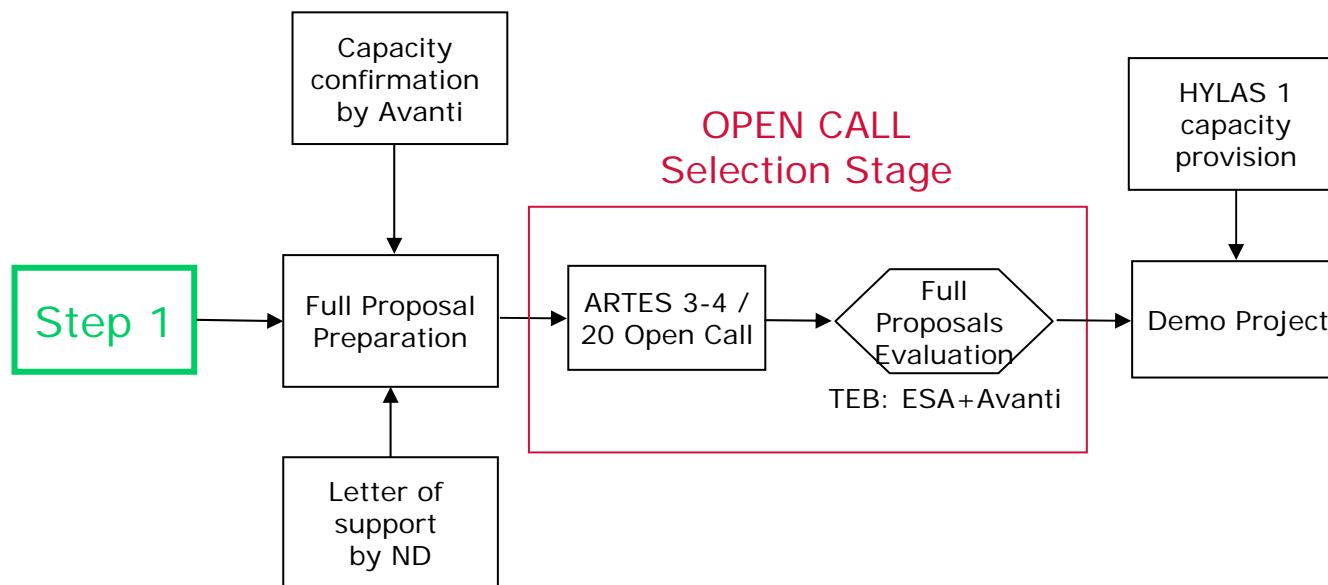 Capacity
confirmation
by Avanti
HYLAS 1
capacity
provision
OPEN CALL
Selection Stage
Step 1
Full Proposal
Preparation
ARTES 3-4 /
20 Open Call
Full
Proposals
Evaluation
TEB: ESA+Avanti
Demo Project
Letter of
support
by ND